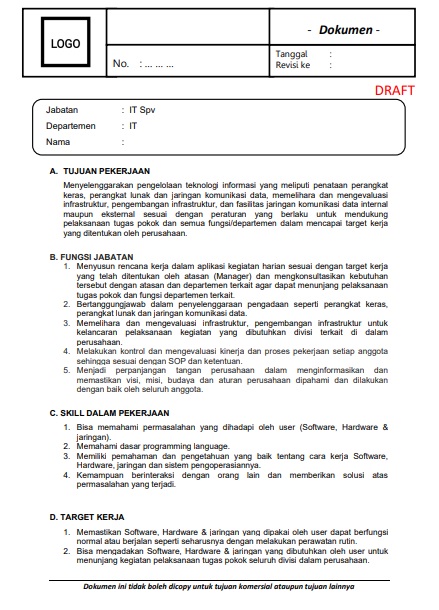 LOGO
- Dokumen -
No. : ... ... ...
Tanggal :
Revisi ke :
DRAFT
Jabatan : IT Spv
Departemen : IT
Nama :
A. TUJUAN PEKERJAAN
Menyelenggarakan pengelolaan teknologi informasi yang meliputi penataan perangkat
keras, perangkat lunak dan jaringan komunikasi data, memelihara dan mengevaluasi
infrastruktur, pengembangan infrastruktur, dan fasilitas jaringan komunikasi data internal
maupun eksternal sesuai dengan peraturan yang berlaku untuk mendukung
pelaksanaan tugas pokok dan semua fungsi/departemen dalam mencapai target kerja
yang ditentukan oleh perusahaan.
B. FUNGSI JABATAN
1. Menyusun rencana kerja dalam aplikasi kegiatan harian sesuai dengan target kerja
yang telah ditentukan oleh atasan (Manager) dan mengkonsultasikan kebutuhan
tersebut dengan atasan dan departemen terkait agar dapat menunjang pelaksanaan
tugas pokok dan fungsi departemen terkait.
2. Bertanggungjawab dalam penyelenggaraan pengadaan seperti perangkat keras,
perangkat lunak dan jaringan komunikasi data.
3. Memelihara dan mengevaluasi infrastruktur, pengembangan infrastruktur untuk
kelancaran pelaksanaan kegiatan yang dibutuhkan divisi terkait di dalam
perusahaan.
4. Melakukan kontrol dan mengevaluasi kinerja dan proses pekerjaan setiap anggota
sehingga sesuai dengan SOP dan ketentuan.
5. Menjadi perpanjangan tangan perusahaan dalam menginformasikan dan
memastikan visi, misi, budaya dan aturan perusahaan dipahami dan dilakukan
dengan baik oleh seluruh anggota.
C. SKILL DALAM PEKERJAAN
1. Bisa memahami permasalahan yang dihadapi oleh user (Software, Hardware &
jaringan).
2. Memahami dasar programming language.
3. Memiliki pemahaman dan pengetahuan yang baik tentang cara kerja Software,
Hardware, jaringan dan sistem pengoperasiannya.
4. Kemampuan berinteraksi dengan orang lain dan memberikan solusi atas
permasalahan yang terjadi.
D. TARGET KERJA
1. Memastikan Software, Hardware & jaringan yang dipakai oleh user dapat berfungsi
normal atau berjalan seperti seharusnya dengan melakukan perawatan rutin.
2. Bisa mengadakan Software, Hardware & jaringan yang dibutuhkan oleh user untuk
menunjang kegiatan pelaksanaan tugas pokok seluruh divisi dalam perusahaan.
Dokumen ini tidak boleh dicopy untuk tujuan komersial ataupun tujuan lainnya